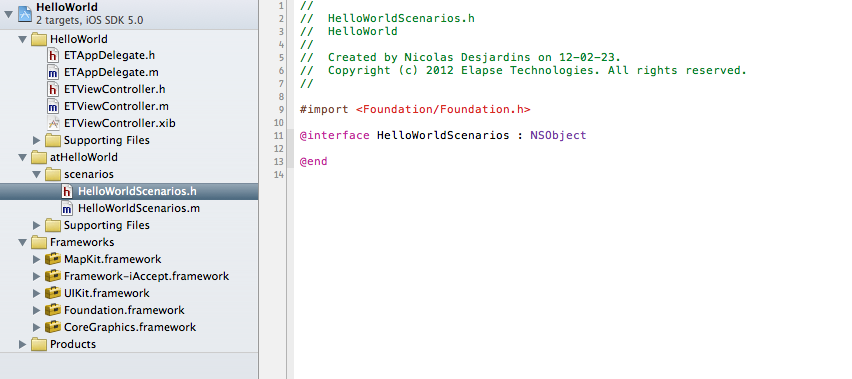 HelloWorld
2 targets, iOS SDK 5.0
HelloWorld
h ETAppDelegate.h
m ETAppDelegate.m
h ETViewController.h
m ETViewController.m
ETViewController.xib
Supporting Files
atHelloWorld
scenarios
h HelloWorldScenarios.h
m HelloWorldScenarios.m
Supporting Files
Frameworks
MapKit.framework
Framework-iAccept.framework
UIKit.framework
Foundation.framework
CoreGraphics.framework
Products
1 //
2 //  HelloWorldScenarios.h
3 //  HelloWorld
4 //
5 //  Created by Nicolas Desjardins on 12-02-23.
6 //  Copyright (c) 2012 Elapse Technologies. All rights reserved.
7 //
8
9 #import <Foundation/Foundation.h>
10
11 @interface HelloWorldScenarios : NSObject
12
13 @end
14